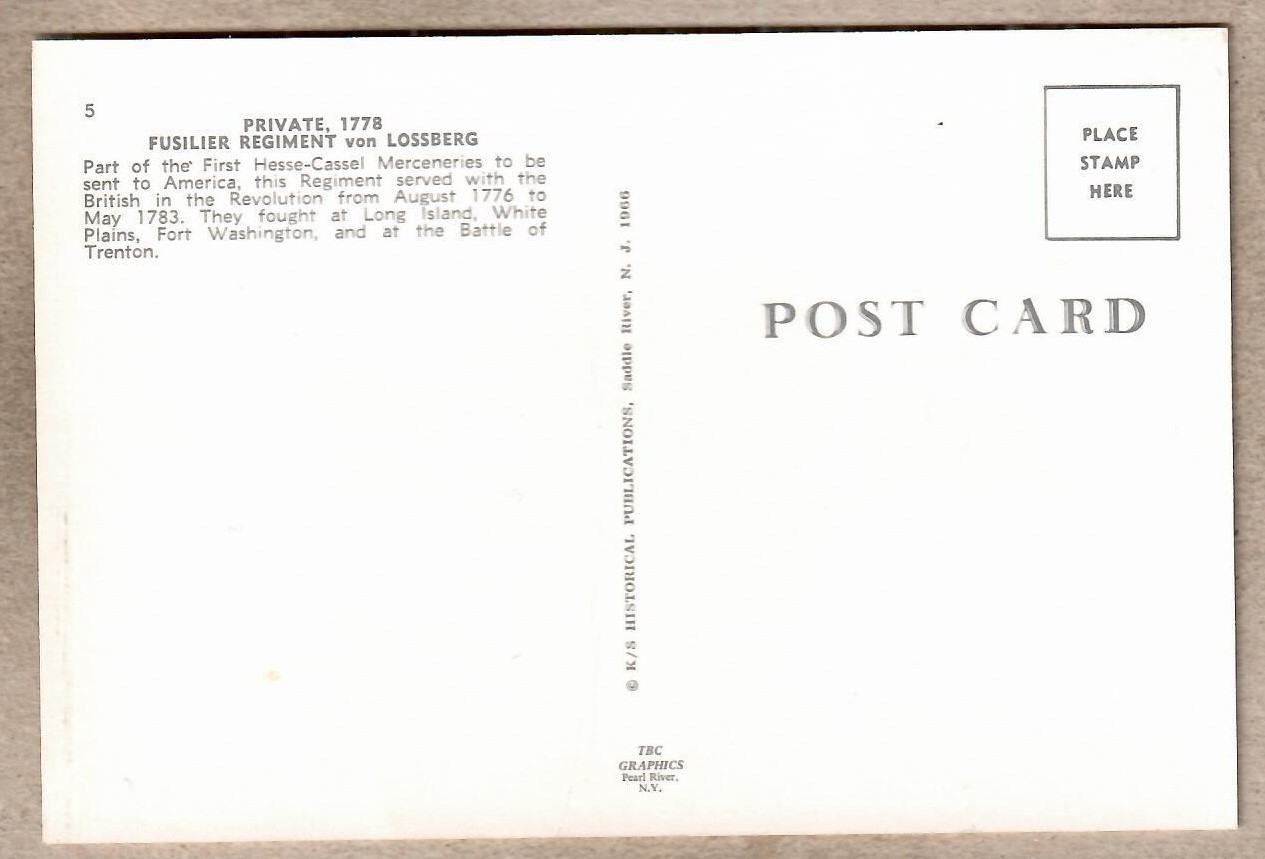 5
PRIVATE, 1778
FUSILIER REGIMENT von LOSSBERG
Part of the First Hesse-Cassel Merceneries to be
sent to America, this Regiment served with the
British in the Revolution from August 1776 to
May 1783. They fought at Long Island, White
Plains, Fort Washington, and at the Battle of
Trenton.
© K/S HISTORICAL PUBLICATIONS, Saddle River, N. J. 1966
TBC
GRAPHICS
Pearl River,
N.Y.
PLACE
STAMP
HERE
POST CARD